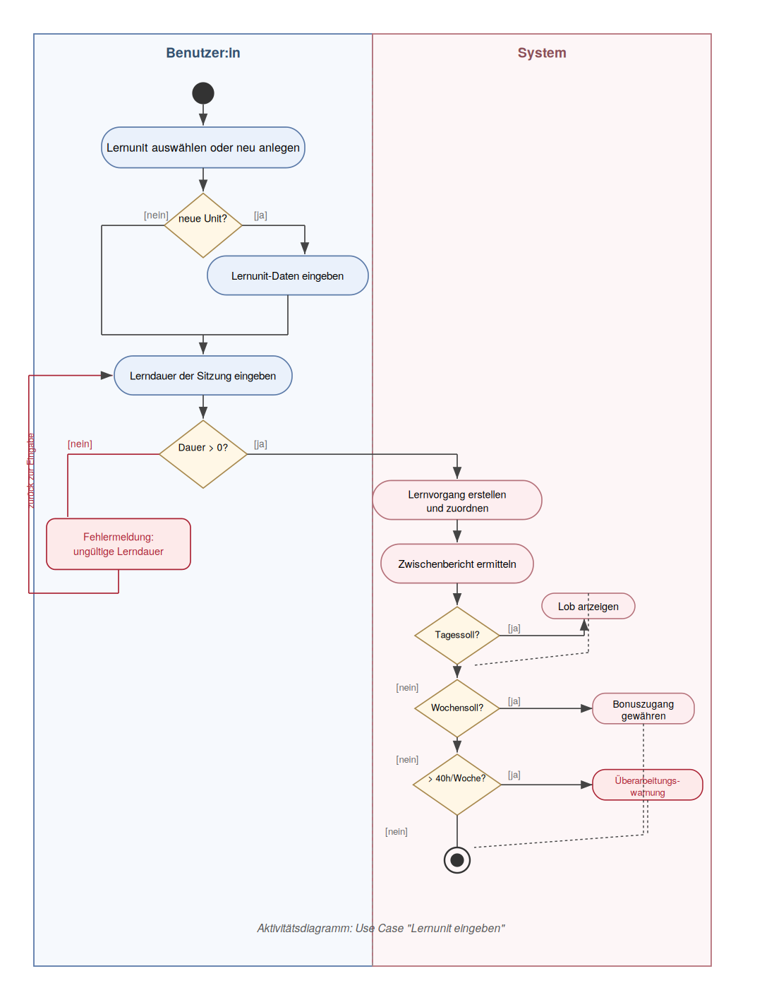 Benutzer:in
System
Lernunit auswählen oder neu anlegen
[nein]
neue Unit?
[ja]
Lernunit-Daten eingeben
Lerndauer der Sitzung eingeben
zurück zur Eingabe
[nein]
Dauer > 0?
[ja]
Fehlermeldung:
ungültige Lerndauer
Lernvorgang erstellen
und zuordnen
Zwischenbericht ermitteln
Lob anzeigen
Tagessoll?
[ja]
[nein]
Wochensoll?
[ja]
Bonuszugang
gewähren
[nein]
> 40h/Woche?
[ja]
Überarbeitungs-
warnung
[nein]
Aktivitätsdiagramm: Use Case "Lernunit eingeben"